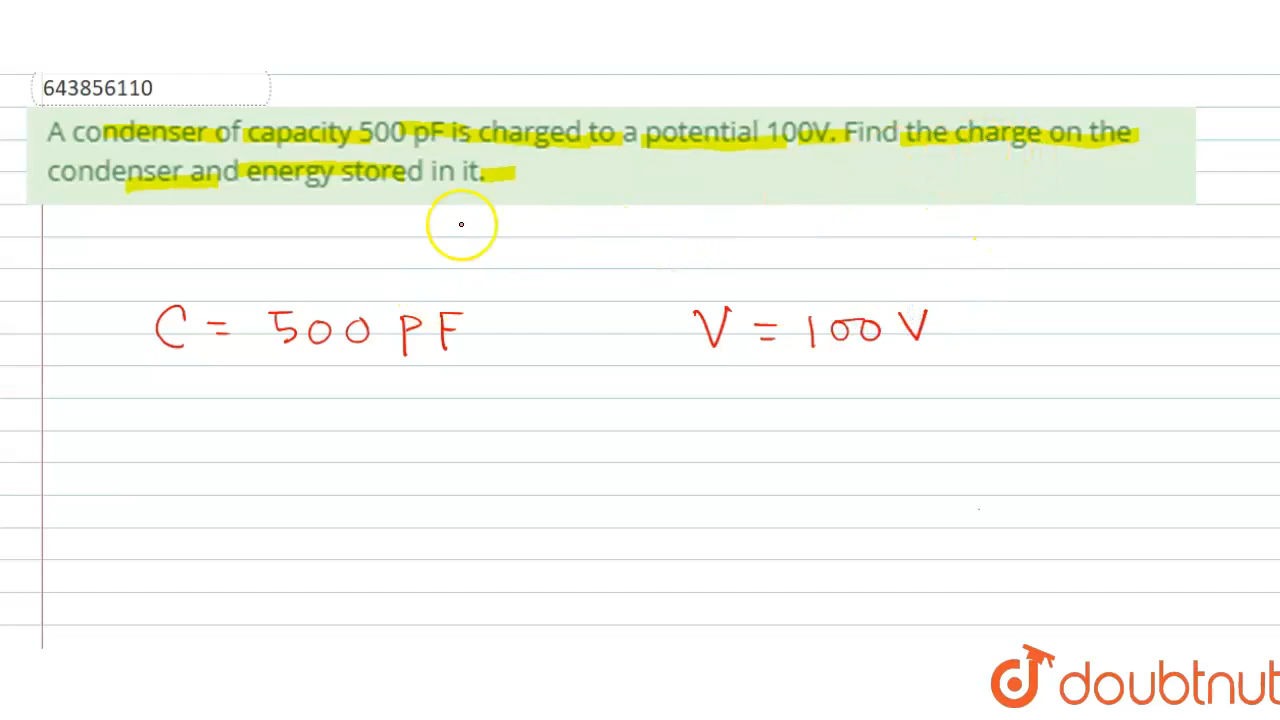 643856110
A condenser of capacity 500 pF is charged to a potential 100V. Find the charge on the
condenser and energy stored in it.
C = 500 PF V = 100 V
doubtnut